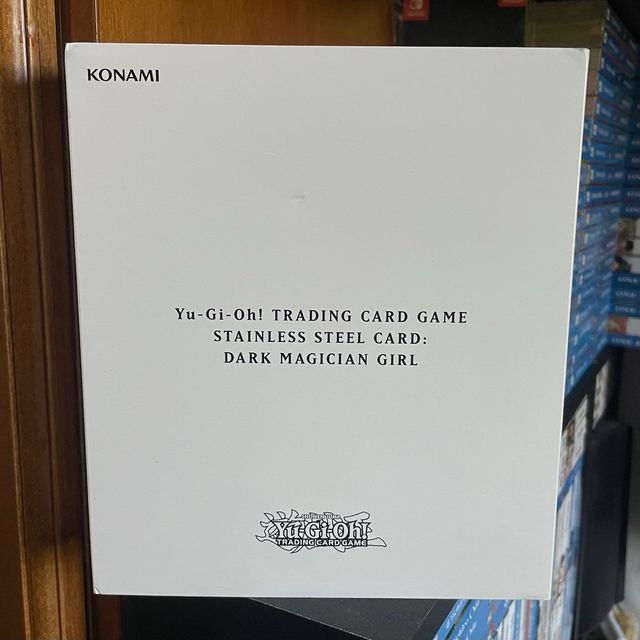 KONAMI
Yu-Gi-Oh! TRADING CARD GAME
STAINLESS STEEL CARD:
DARK MAGICIAN GIRL
Yu-Gi-Oh!
TRADING CARD GAME